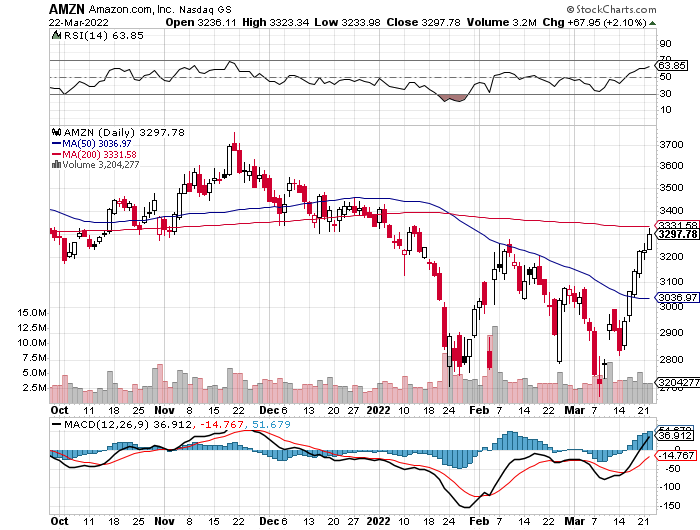 AMZN Amazon.com, Inc. Nasdaq GS © StockCharts.com
22-Mar-2022 Open 3236.11 High 3323.34 Low 3233.98 Close 3297.78 Volume 3.2M Chg +67.95 (+2.10%)
RSI(14) 63.85
90
70
63.85
50
30
10
AMZN (Daily) 3297.78
MA(50) 3036.97
MA(200) 3331.58
Volume 3,204,277
3700
3600
3500
3400
3331.58
3297.78
3200
3100
3036.97
3000
2900
2800
3204277
15.0M
12.5M
10.0M
7.5M
5.0M
2.5M
Oct 11 18 25 Nov 8 15 22 Dec 6 13 20 27 2022 10 18 24 Feb 7 14 22 Mar 7 14 21
MACD(12,26,9) 36.912, -14.767, 51.679
36.912
-14.767
-50
-100
-150
Oct 11 18 25 Nov 8 15 22 Dec 6 13 20 27 2022 10 18 24 Feb 7 14 22 Mar 7 14 21